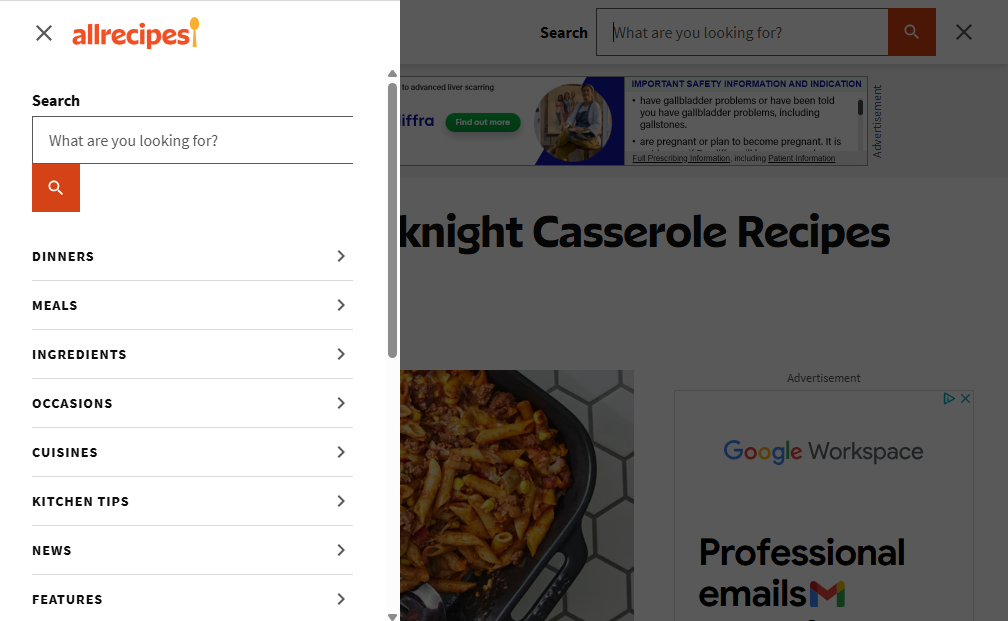 allrecipes
Search
What are you looking for?
DINNERS
MEALS
INGREDIENTS
OCCASIONS
CUISINES
KITCHEN TIPS
NEWS
FEATURES
Search
What are you looking for?
to advanced liver scarring
iffra
Find out more
IMPORTANT SAFETY INFORMATION AND INDICATION
• have gallbladder problems or have been told
you have gallbladder problems, including
gallstones.
• are pregnant or plan to become pregnant. It is
Full Prescribing Information, including Patient Information
Advertisement
knight Casserole Recipes
Advertisement
Google Workspace
Professional
emails